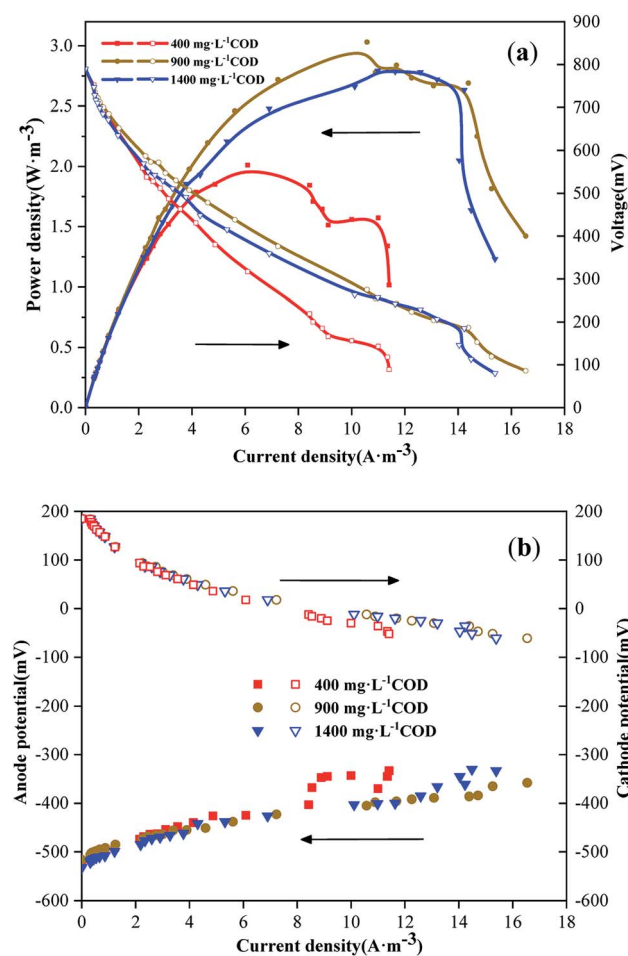 (a)
400 mg·L-1COD
900 mg·L-1COD
1400 mg·L-1COD
Power density(W·m-3)
3.0
2.5
2.0
1.5
1.0
0.5
0.0
Voltage(mV)
900
800
700
600
500
400
300
200
100
0
0 2 4 6 8 10 12 14 16 18
Current density(A·m-3)
(b)
Anode potential(mV)
200
100
0
-100
-200
-300
-400
-500
-600
400 mg·L-1COD
900 mg·L-1COD
1400 mg·L-1COD
Cathode potential(mV)
200
100
0
-100
-200
-300
-400
-500
-600
0 2 4 6 8 10 12 14 16 18
Current density(A·m-3)